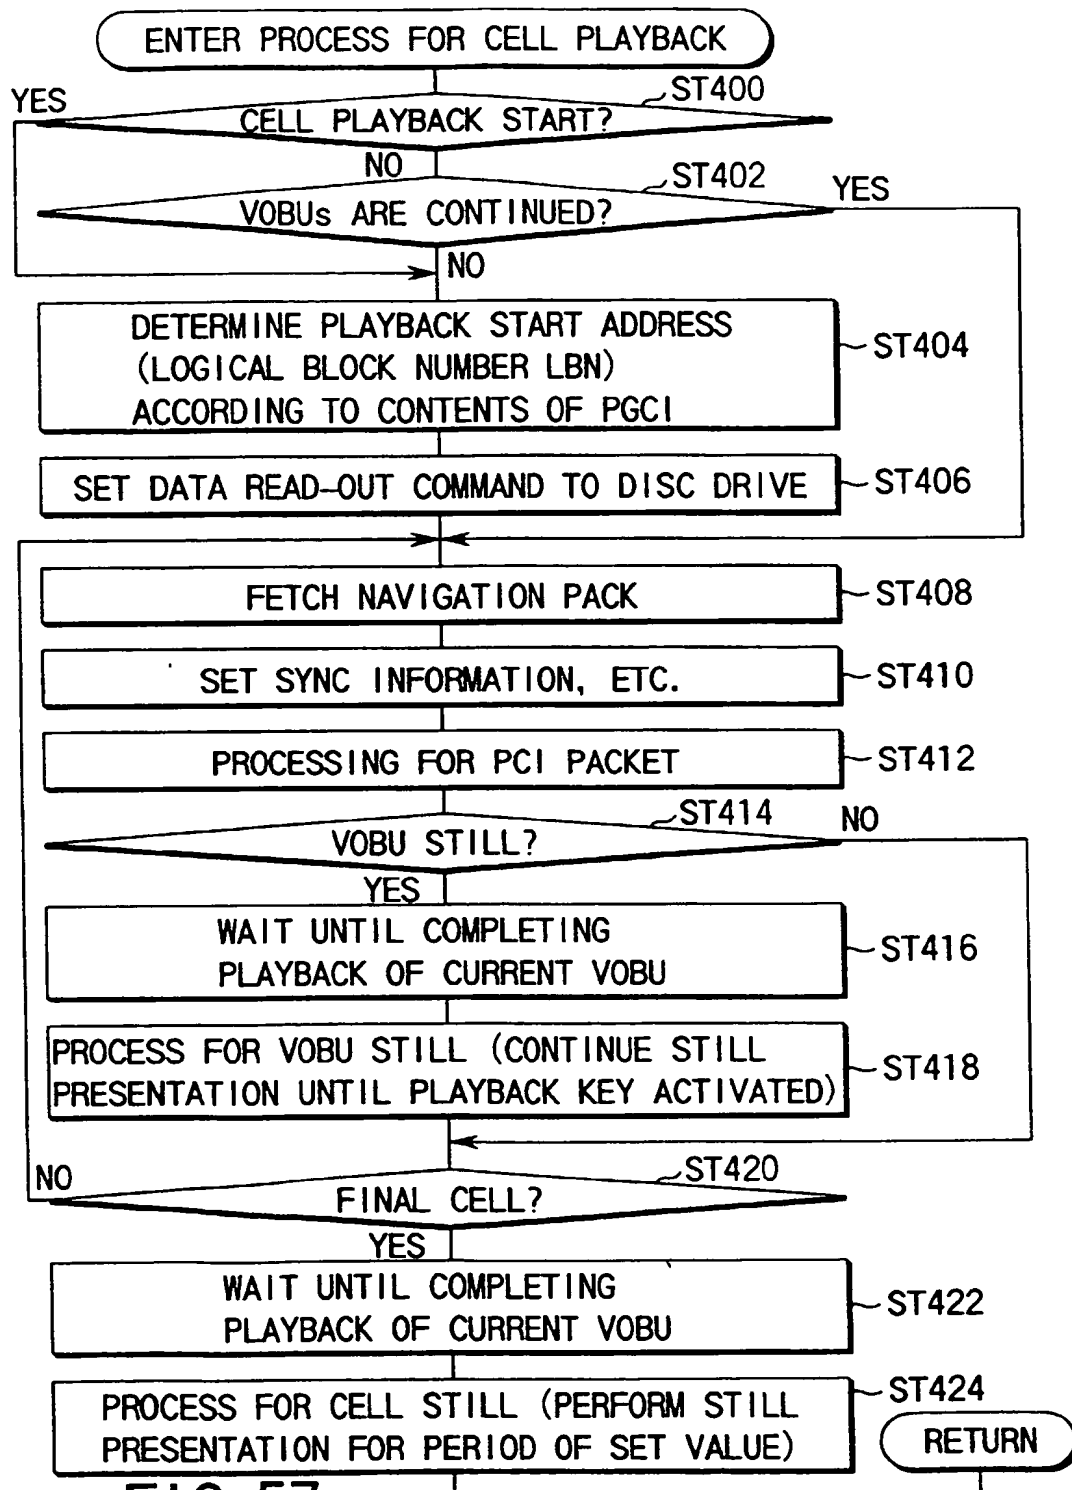 ENTER PROCESS FOR CELL PLAYBACK
YES
ST400
CELL PLAYBACK START?
NO
ST402
YES
VOBUs ARE CONTINUED?
NO
DETERMINE PLAYBACK START ADDRESS
(LOGICAL BLOCK NUMBER LBN)
ACCORDING TO CONTENTS OF PGCI
ST404
SET DATA READ-OUT COMMAND TO DISC DRIVE
ST406
FETCH NAVIGATION PACK
ST408
SET SYNC INFORMATION, ETC.
ST410
PROCESSING FOR PCI PACKET
ST412
ST414
NO
VOBU STILL?
YES
WAIT UNTIL COMPLETING
PLAYBACK OF CURRENT VOBU
ST416
PROCESS FOR VOBU STILL (CONTINUE STILL
PRESENTATION UNTIL PLAYBACK KEY ACTIVATED)
ST418
NO
ST420
FINAL CELL?
YES
WAIT UNTIL COMPLETING
PLAYBACK OF CURRENT VOBU
ST422
PROCESS FOR CELL STILL (PERFORM STILL
PRESENTATION FOR PERIOD OF SET VALUE)
ST424
RETURN